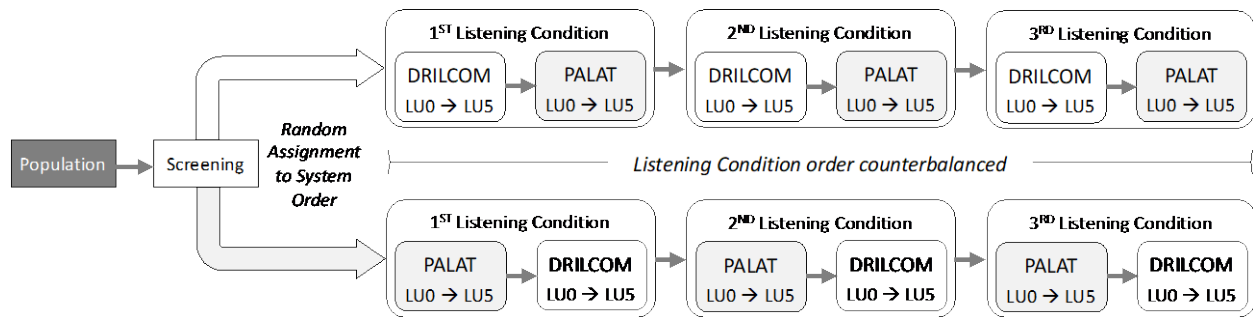 1ST Listening Condition
DRILCOM
LU0 → LU5
PALAT
LU0 → LU5
2ND Listening Condition
DRILCOM
LU0 → LU5
PALAT
LU0 → LU5
3RD Listening Condition
DRILCOM
LU0 → LU5
PALAT
LU0 → LU5
Population
Screening
Random
Assignment
to System
Order
Listening Condition order counterbalanced
1ST Listening Condition
PALAT
LU0 → LU5
DRILCOM
LU0 → LU5
2ND Listening Condition
PALAT
LU0 → LU5
DRILCOM
LU0 → LU5
3RD Listening Condition
PALAT
LU0 → LU5
DRILCOM
LU0 → LU5